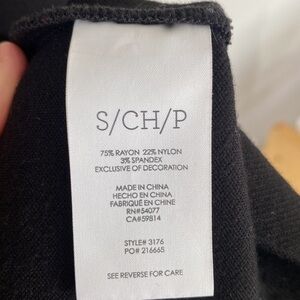 S/CH/P
75% RAYON 22% NYLON
3% SPANDEX
EXCLUSIVE OF DECORATION
MADE IN CHINA
HECHO EN CHINA
FABRIQUÉ EN CHINE
RN#54077
CA#59814
STYLE# 3176
PO# 216665
SEE REVERSE FOR CARE